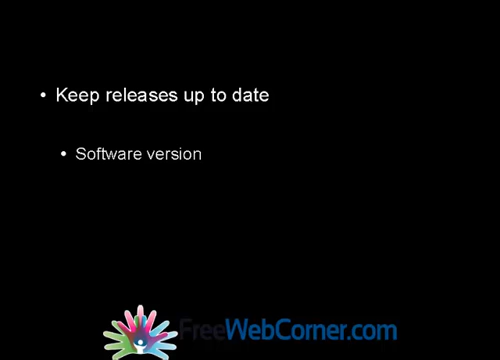 • Keep releases up to date
• Software version
FreeWebCorner.com